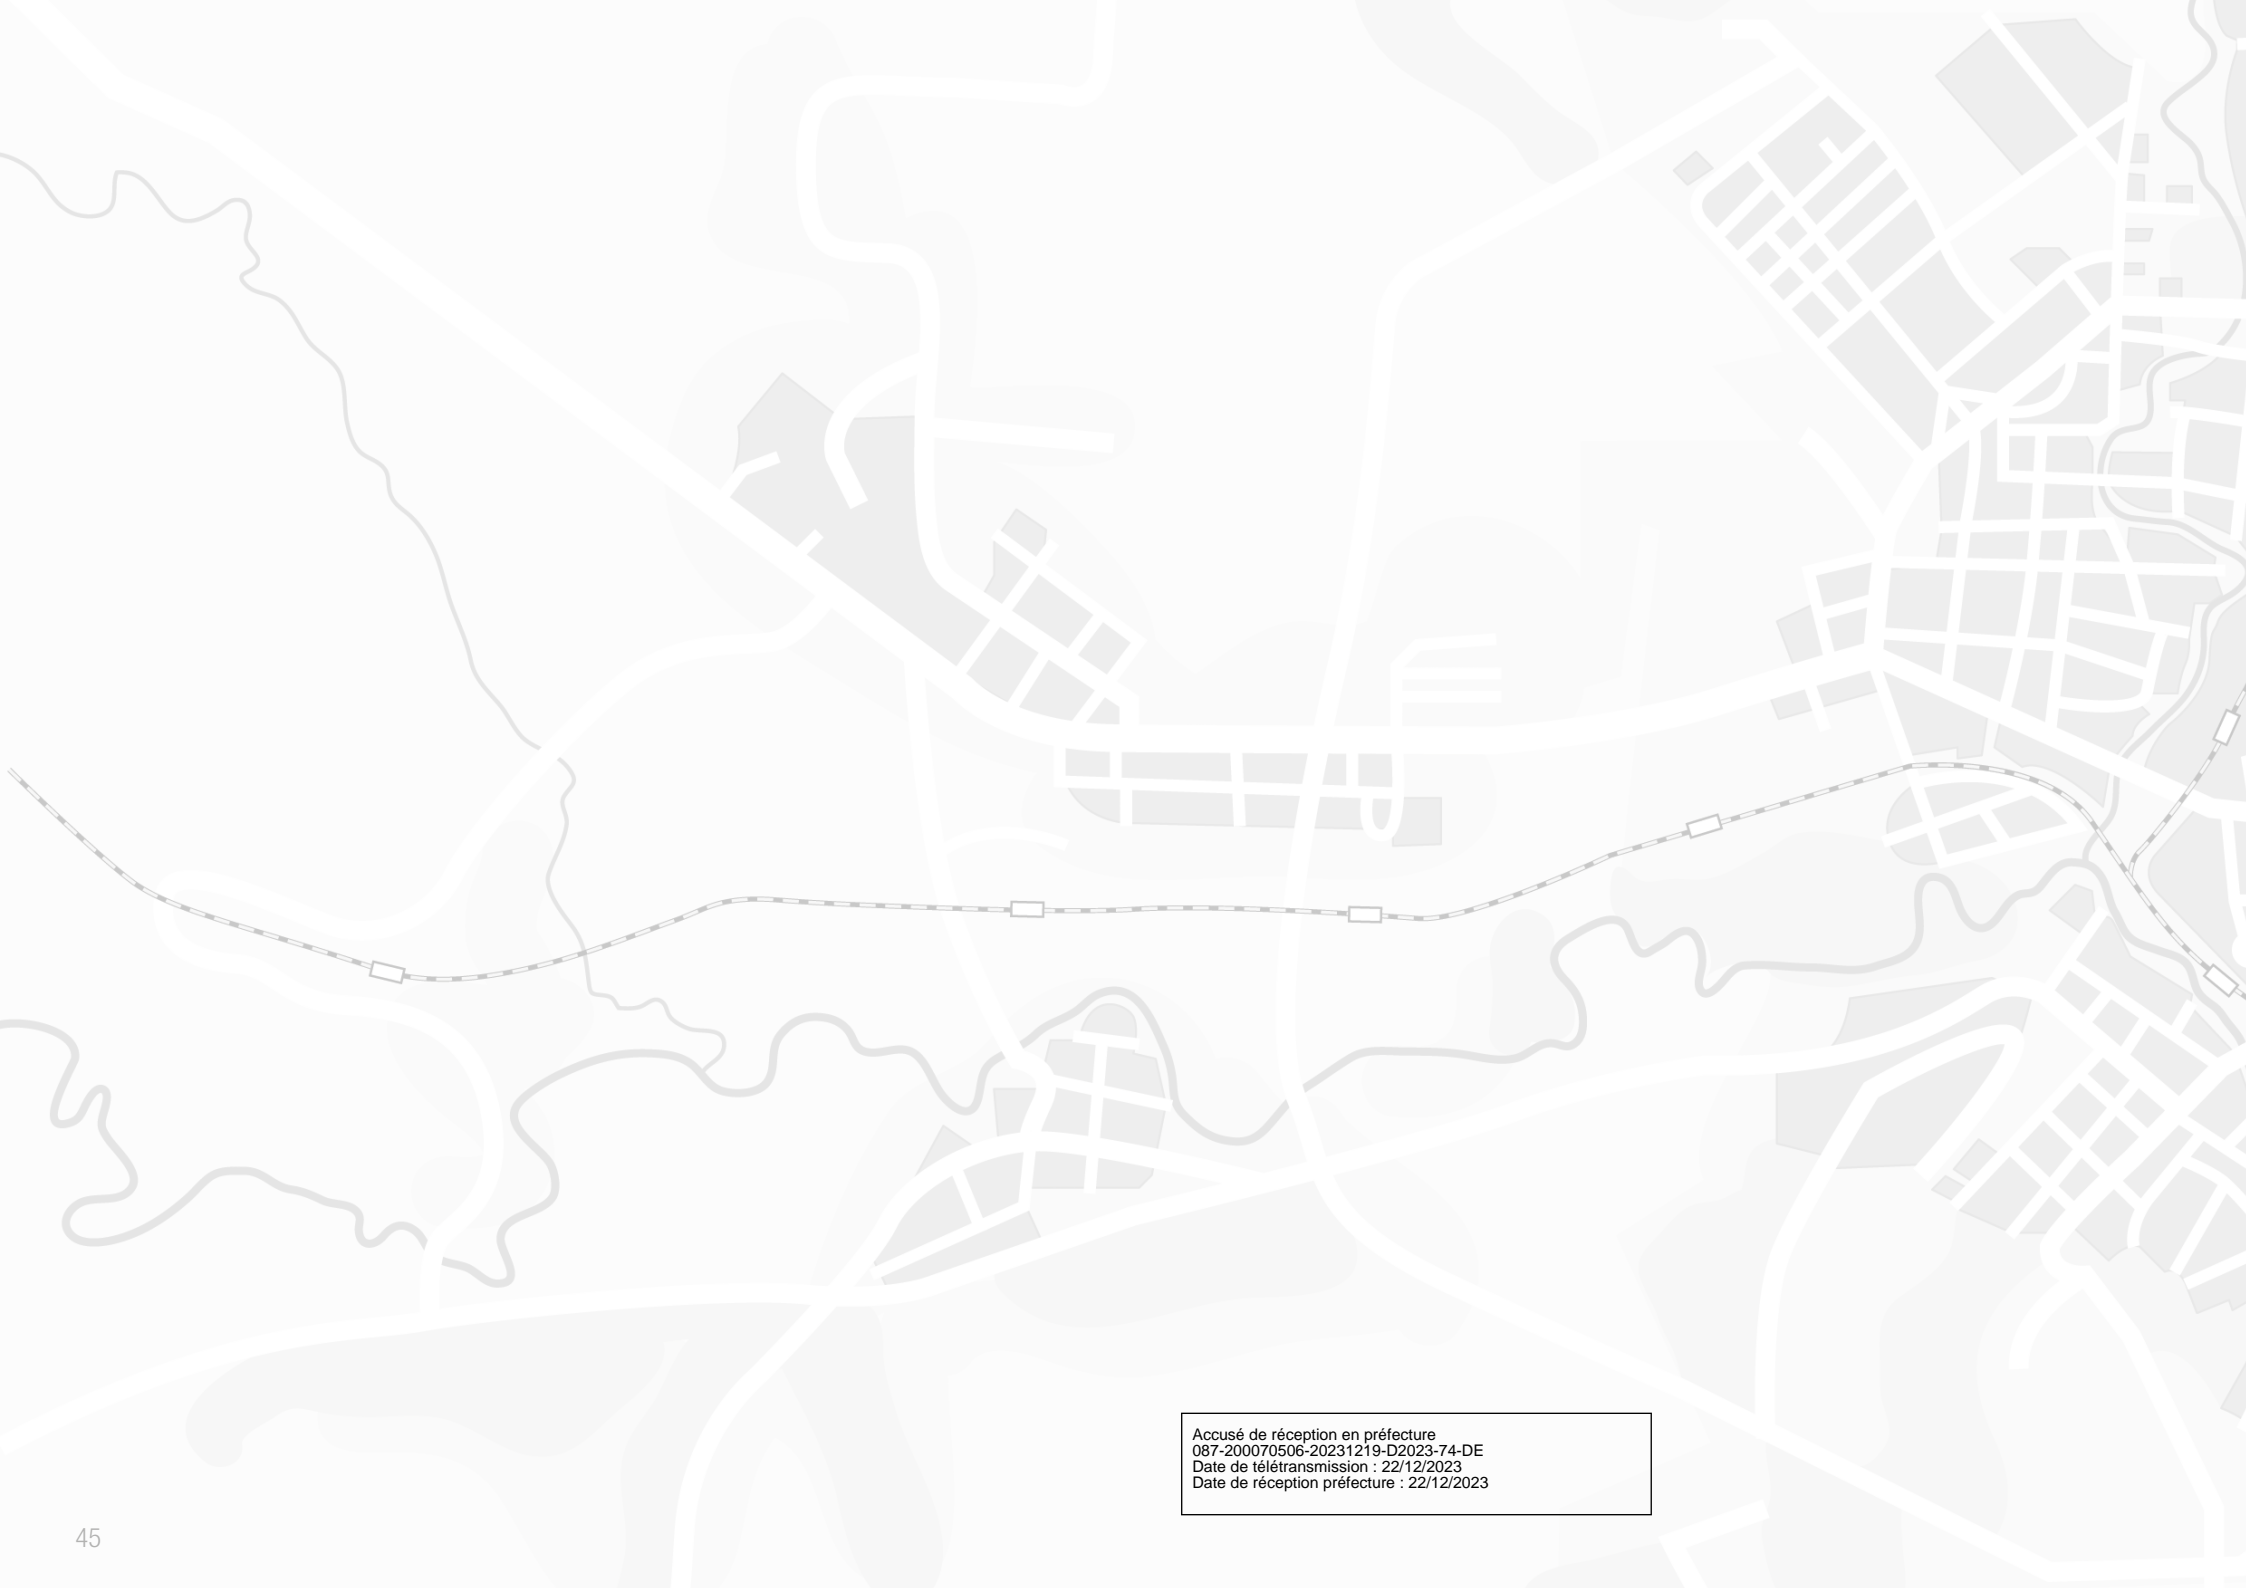 Accusé de réception en préfecture
087-200070506-20231219-D2023-74-DE
Date de télétransmission : 22/12/2023
Date de réception préfecture : 22/12/2023
45